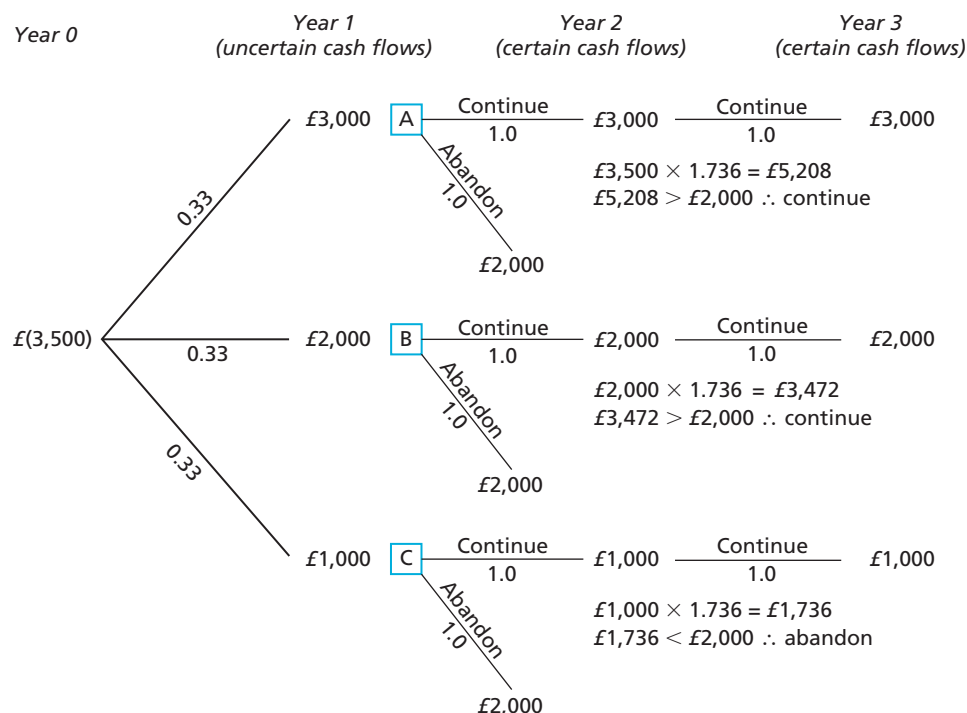 Year 0
Year 1
(uncertain cash flows)
Year 2
(certain cash flows)
Year 3
(certain cash flows)
£3,000 A Continue £3,000 Continue £3,000
1.0 1.0
Abandon
1.0
£3,500 × 1.736 = £5,208
£5,208 > £2,000 ∴ continue
0.33
£2,000
£(3,500) 0.33 £2,000 B Continue £2,000 Continue £2,000
1.0 1.0
Abandon
1.0
£2,000 × 1.736 = £3,472
£3,472 > £2,000 ∴ continue
0.33
£2,000
£1,000 C Continue £1,000 Continue £1,000
1.0 1.0
Abandon
1.0
£1,000 × 1.736 = £1,736
£1,736 < £2,000 ∴ abandon
£2,000